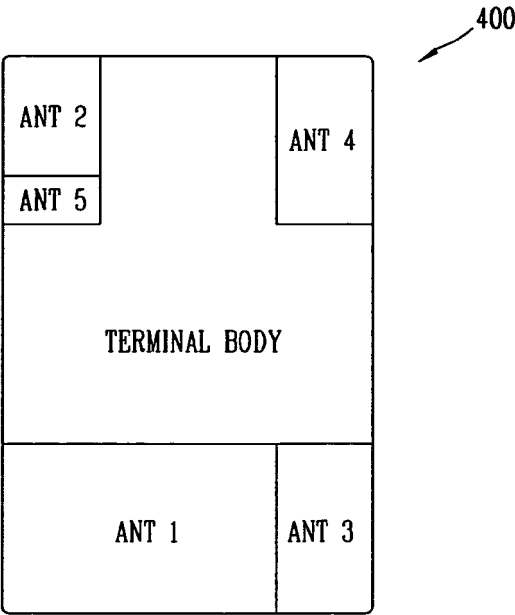 400
ANT 2
ANT 4
ANT 5
TERMINAL BODY
ANT 1
ANT 3